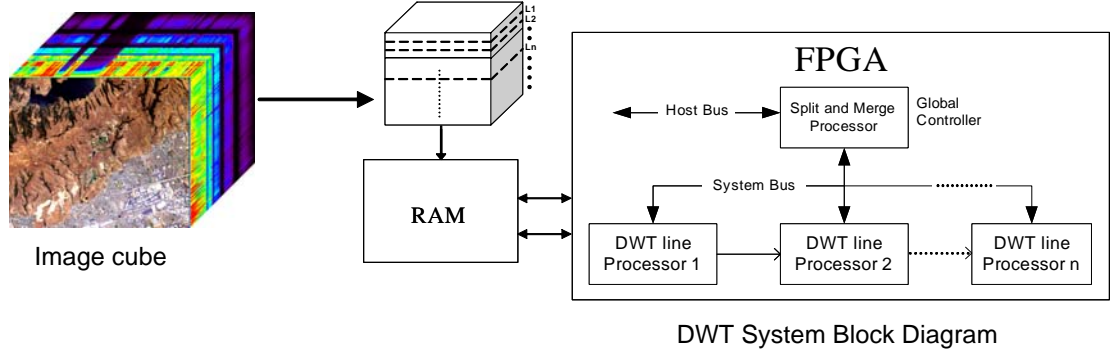 L1
L2
Ln
FPGA
Host Bus
Split and Merge
Processor
Global
Controller
System Bus
RAM
DWT line
Processor 1
DWT line
Processor 2
DWT line
Processor n
Image cube
DWT System Block Diagram